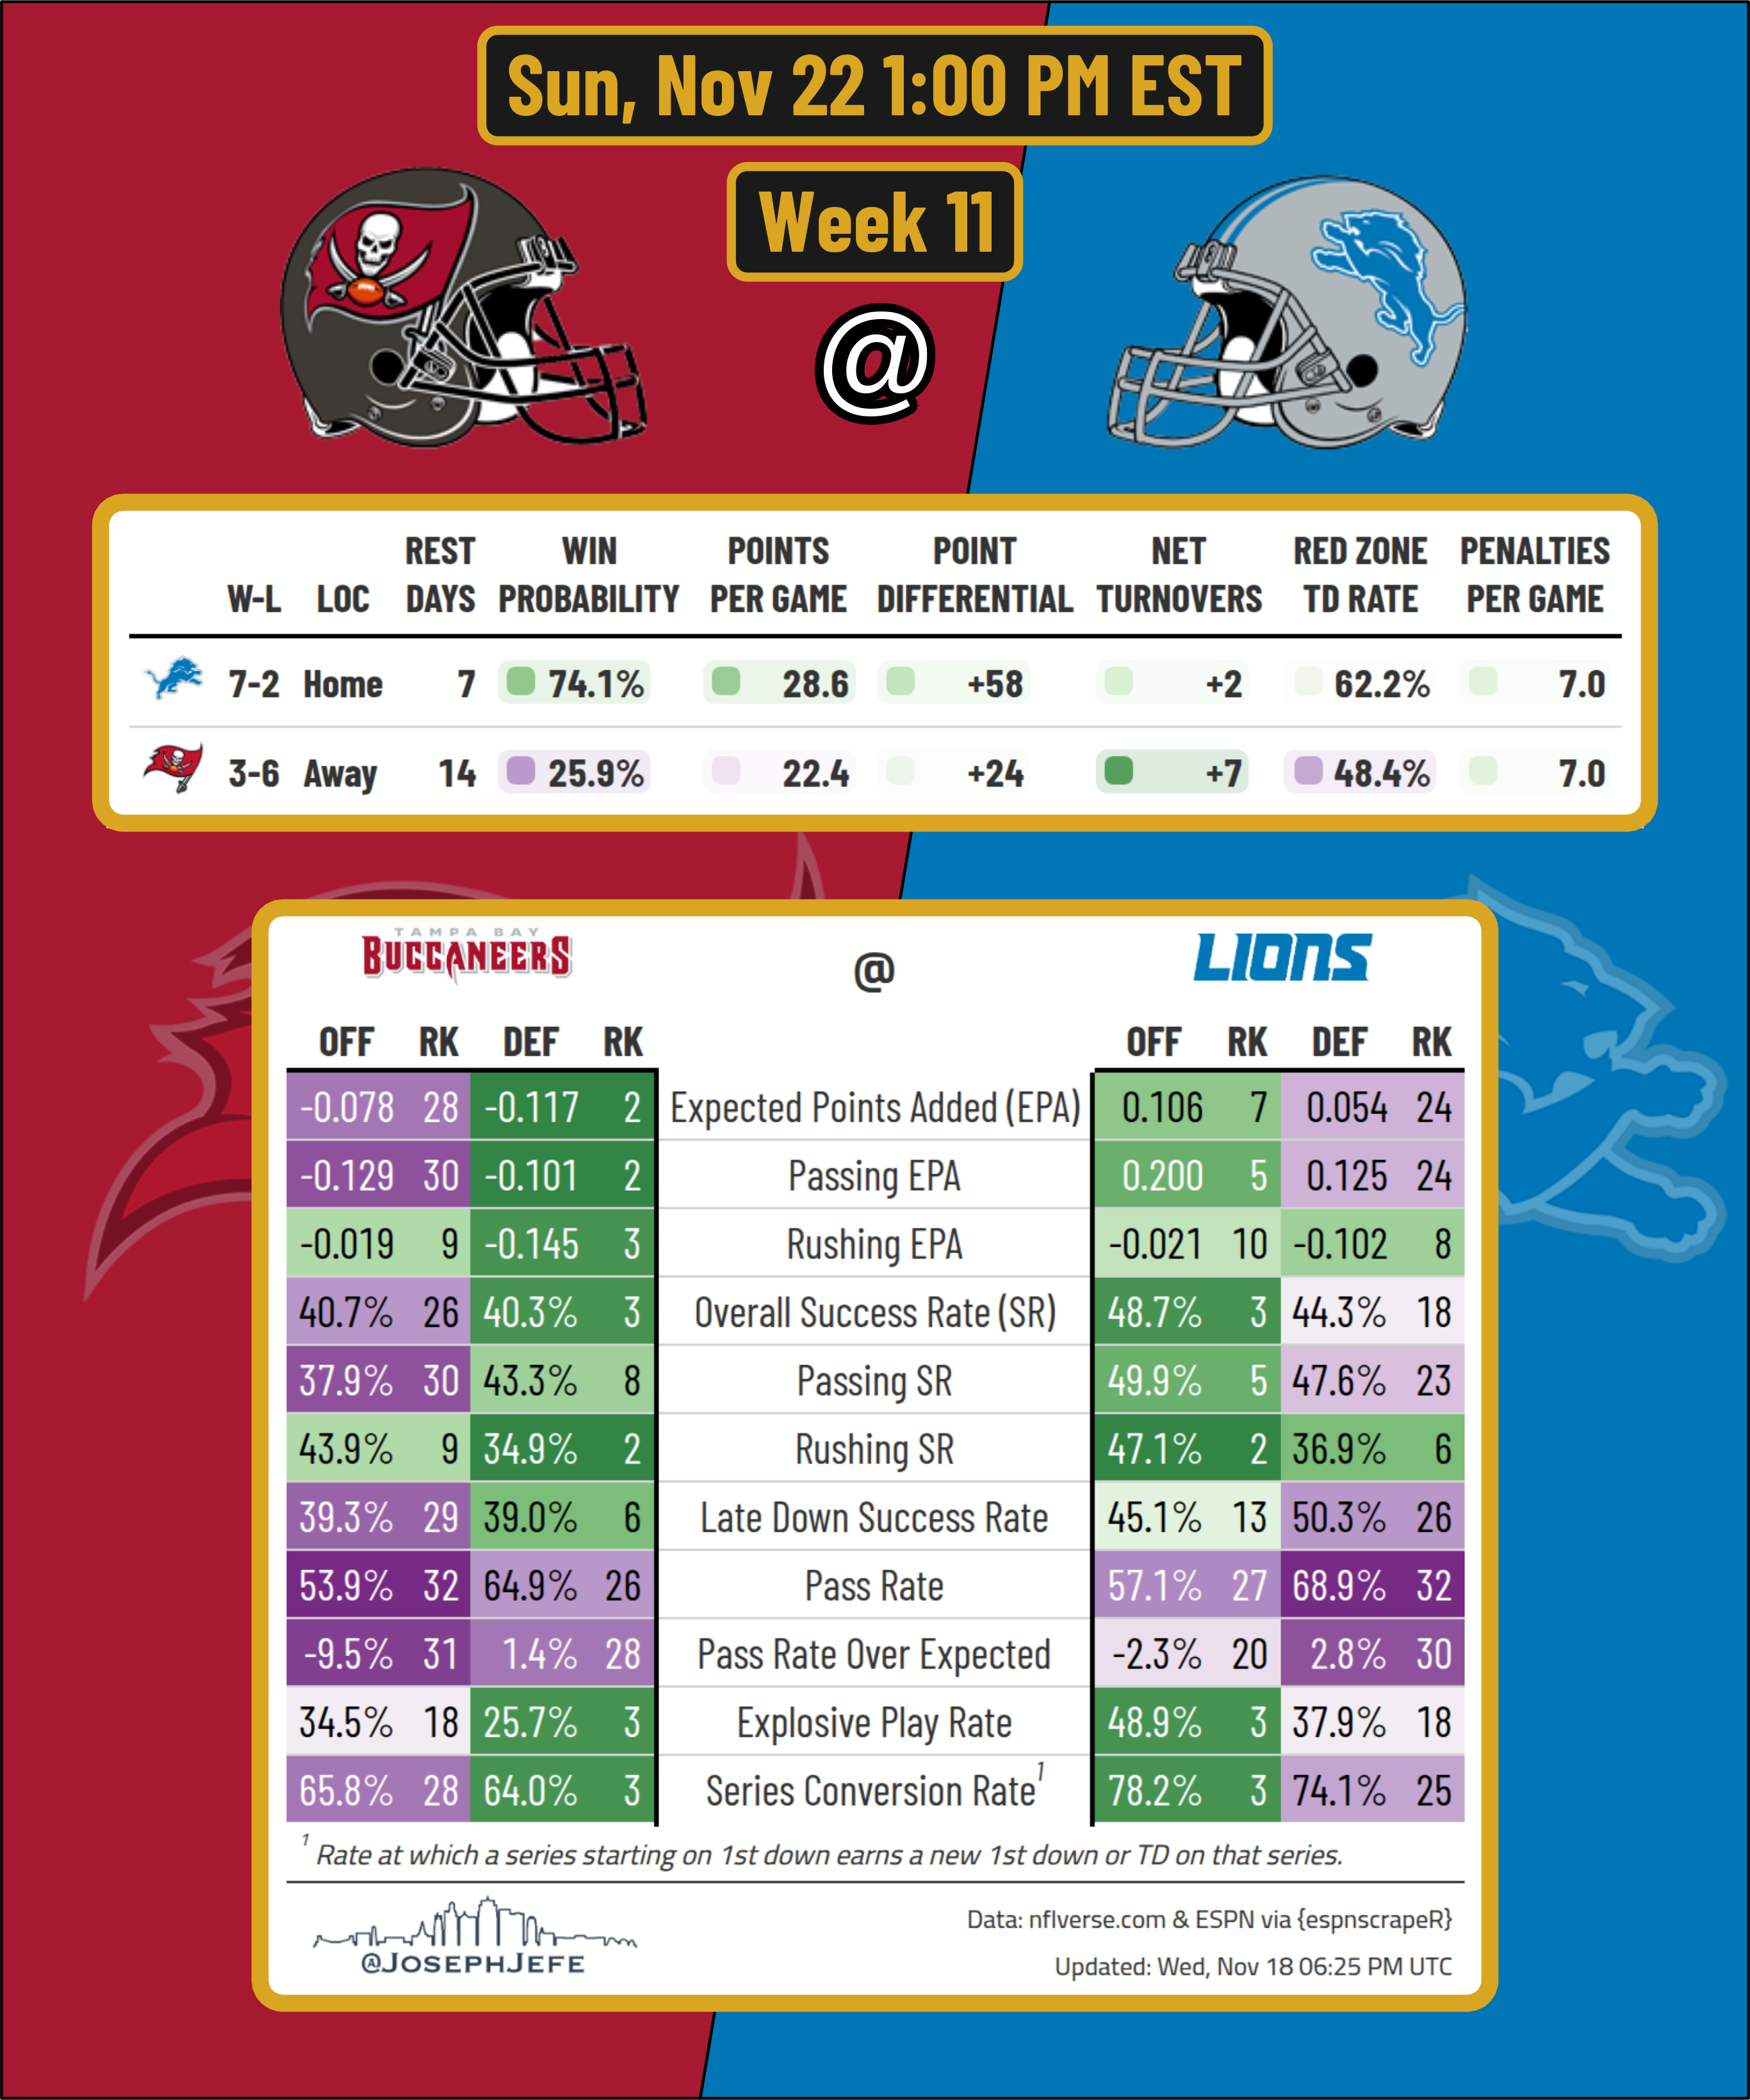 Sun, Nov 22 1:00 PM EST
Week 11
@
REST WIN POINTS POINT NET RED ZONE PENALTIES
W-L LOC DAYS PROBABILITY PER GAME DIFFERENTIAL TURNOVERS TD RATE PER GAME
7-2 Home 7 74.1% 28.6 +58 +2 62.2% 7.0
3-6 Away 14 25.9% 22.4 +24 +7 48.4% 7.0
TAMPA BAY
BUCCANEERS @ LIONS
OFF RK DEF RK OFF RK DEF RK
-0.078 28 -0.117 2 Expected Points Added (EPA) 0.106 7 0.054 24
-0.129 30 -0.101 2 Passing EPA 0.200 5 0.125 24
-0.019 9 -0.145 3 Rushing EPA -0.021 10 -0.102 8
40.7% 26 40.3% 3 Overall Success Rate (SR) 48.7% 3 44.3% 18
37.9% 30 43.3% 8 Passing SR 49.9% 5 47.6% 23
43.9% 9 34.9% 2 Rushing SR 47.1% 2 36.9% 6
39.3% 29 39.0% 6 Late Down Success Rate 45.1% 13 50.3% 26
53.9% 32 64.9% 26 Pass Rate 57.1% 27 68.9% 32
-9.5% 31 1.4% 28 Pass Rate Over Expected -2.3% 20 2.8% 30
34.5% 18 25.7% 3 Explosive Play Rate 48.9% 3 37.9% 18
65.8% 28 64.0% 3 Series Conversion Rate1 78.2% 3 74.1% 25
1 Rate at which a series starting on 1st down earns a new 1st down or TD on that series.
@JOSEPHJEFE
Data: nflverse.com & ESPN via {espnscrapeR}
Updated: Wed, Nov 18 06:25 PM UTC